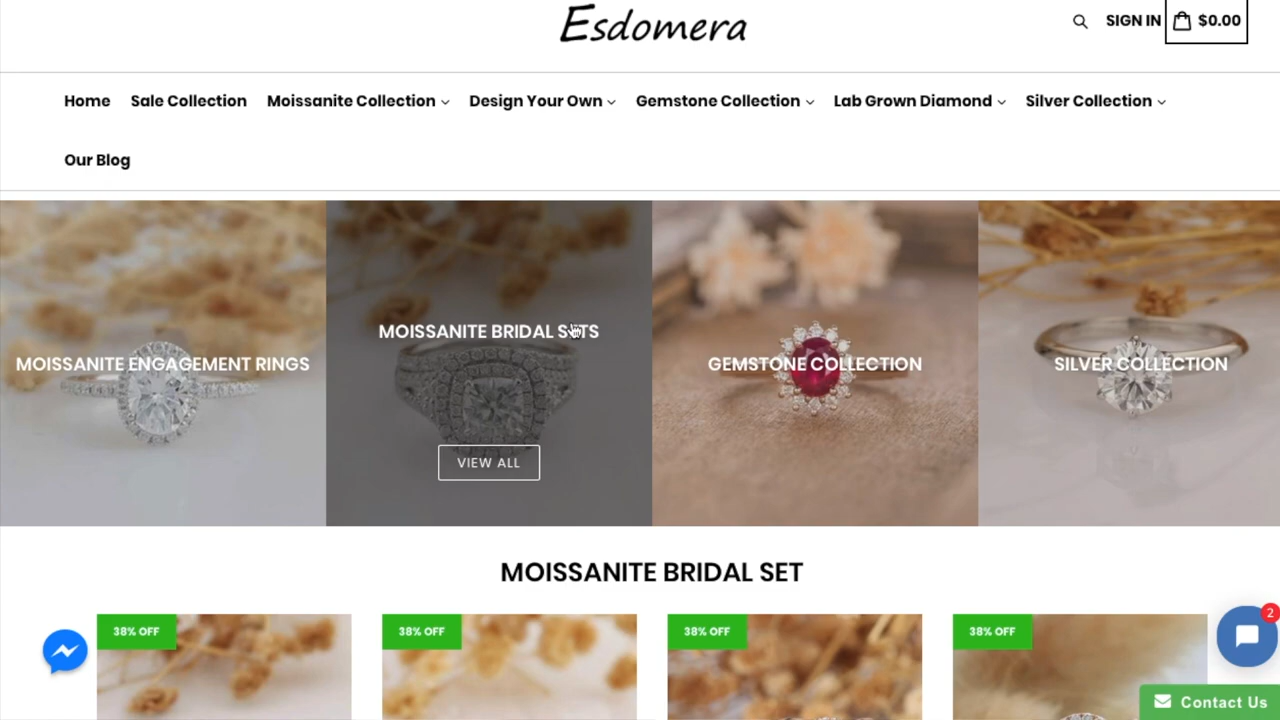 Esdomera
SIGN IN $0.00
Home Sale Collection Moissanite Collection Design Your Own Gemstone Collection Lab Grown Diamond Silver Collection
Our Blog
MOISSANITE ENGAGEMENT RINGS
MOISSANITE BRIDAL SETS
VIEW ALL
GEMSTONE COLLECTION
SILVER COLLECTION
MOISSANITE BRIDAL SET
38% OFF 38% OFF 38% OFF 38% OFF
2
Contact Us